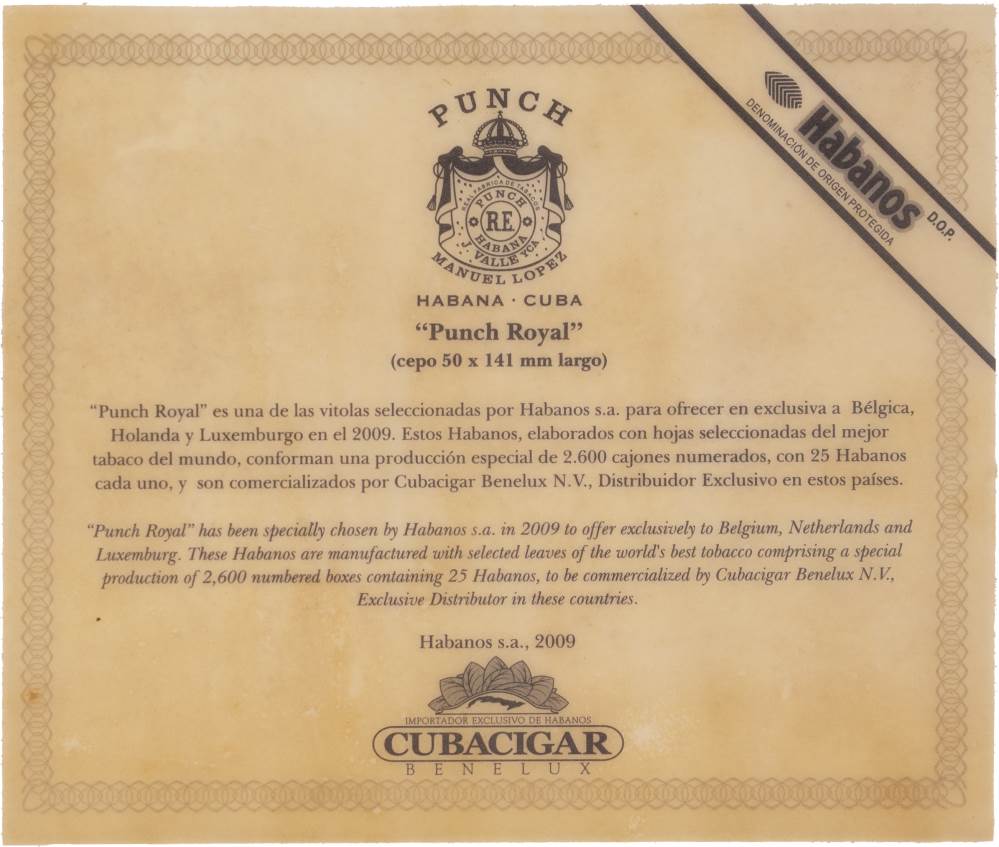 PUNCH
REAL FABRICA DE TABACOS
PUNCH
R.E.
HABANA
J. VALLE Y CA
MANUEL LOPEZ
HABANA · CUBA
“Punch Royal”
(cepo 50 x 141 mm largo)
Habanos D.O.P.
DENOMINACIÓN DE ORIGEN PROTEGIDA
“Punch Royal” es una de las vitolas seleccionadas por Habanos s.a. para ofrecer en exclusiva a Bélgica,
Holanda y Luxemburgo en el 2009. Estos Habanos, elaborados con hojas seleccionadas del mejor
tabaco del mundo, conforman una producción especial de 2.600 cajones numerados, con 25 Habanos
cada uno, y son comercializados por Cubacigar Benelux N.V., Distribuidor Exclusivo en estos países.
“Punch Royal” has been specially chosen by Habanos s.a. in 2009 to offer exclusively to Belgium, Netherlands and
Luxemburg. These Habanos are manufactured with selected leaves of the world's best tobacco comprising a special
production of 2,600 numbered boxes containing 25 Habanos, to be commercialized by Cubacigar Benelux N.V.,
Exclusive Distributor in these countries.
Habanos s.a., 2009
IMPORTADOR EXCLUSIVO DE HABANOS
CUBACIGAR
BENELUX